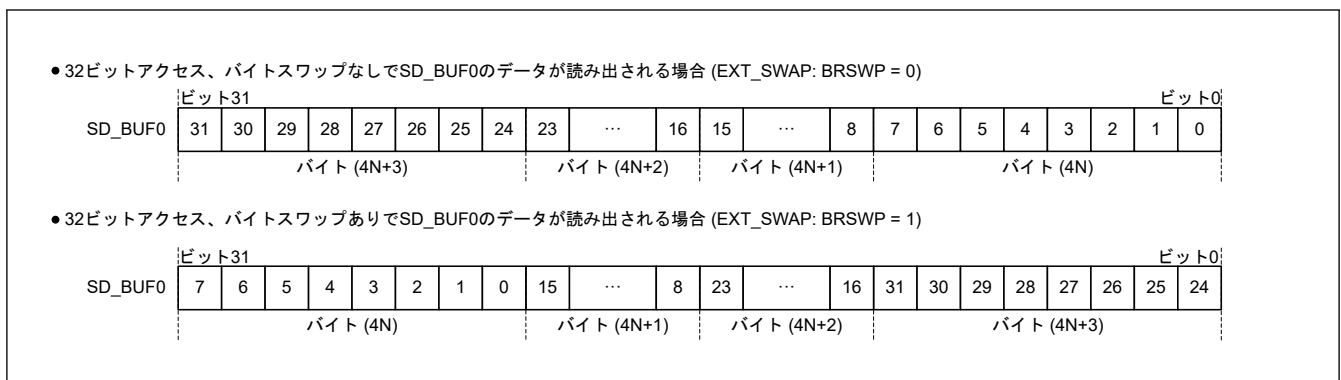 ● 32ビットアクセス、バイトスワップなしでSD_BUF0のデータが読み出される場合 (EXT_SWAP: BRSWP = 0)
ビット31 ビット0
SD_BUF0 31 30 29 28 27 26 25 24 23 … 16 15 … 8 7 6 5 4 3 2 1 0
バイト (4N+3) バイト (4N+2) バイト (4N+1) バイト (4N)
● 32ビットアクセス、バイトスワップありでSD_BUF0のデータが読み出される場合 (EXT_SWAP: BRSWP = 1)
ビット31 ビット0
SD_BUF0 7 6 5 4 3 2 1 0 15 … 8 23 … 16 31 30 29 28 27 26 25 24
バイト (4N) バイト (4N+1) バイト (4N+2) バイト (4N+3)